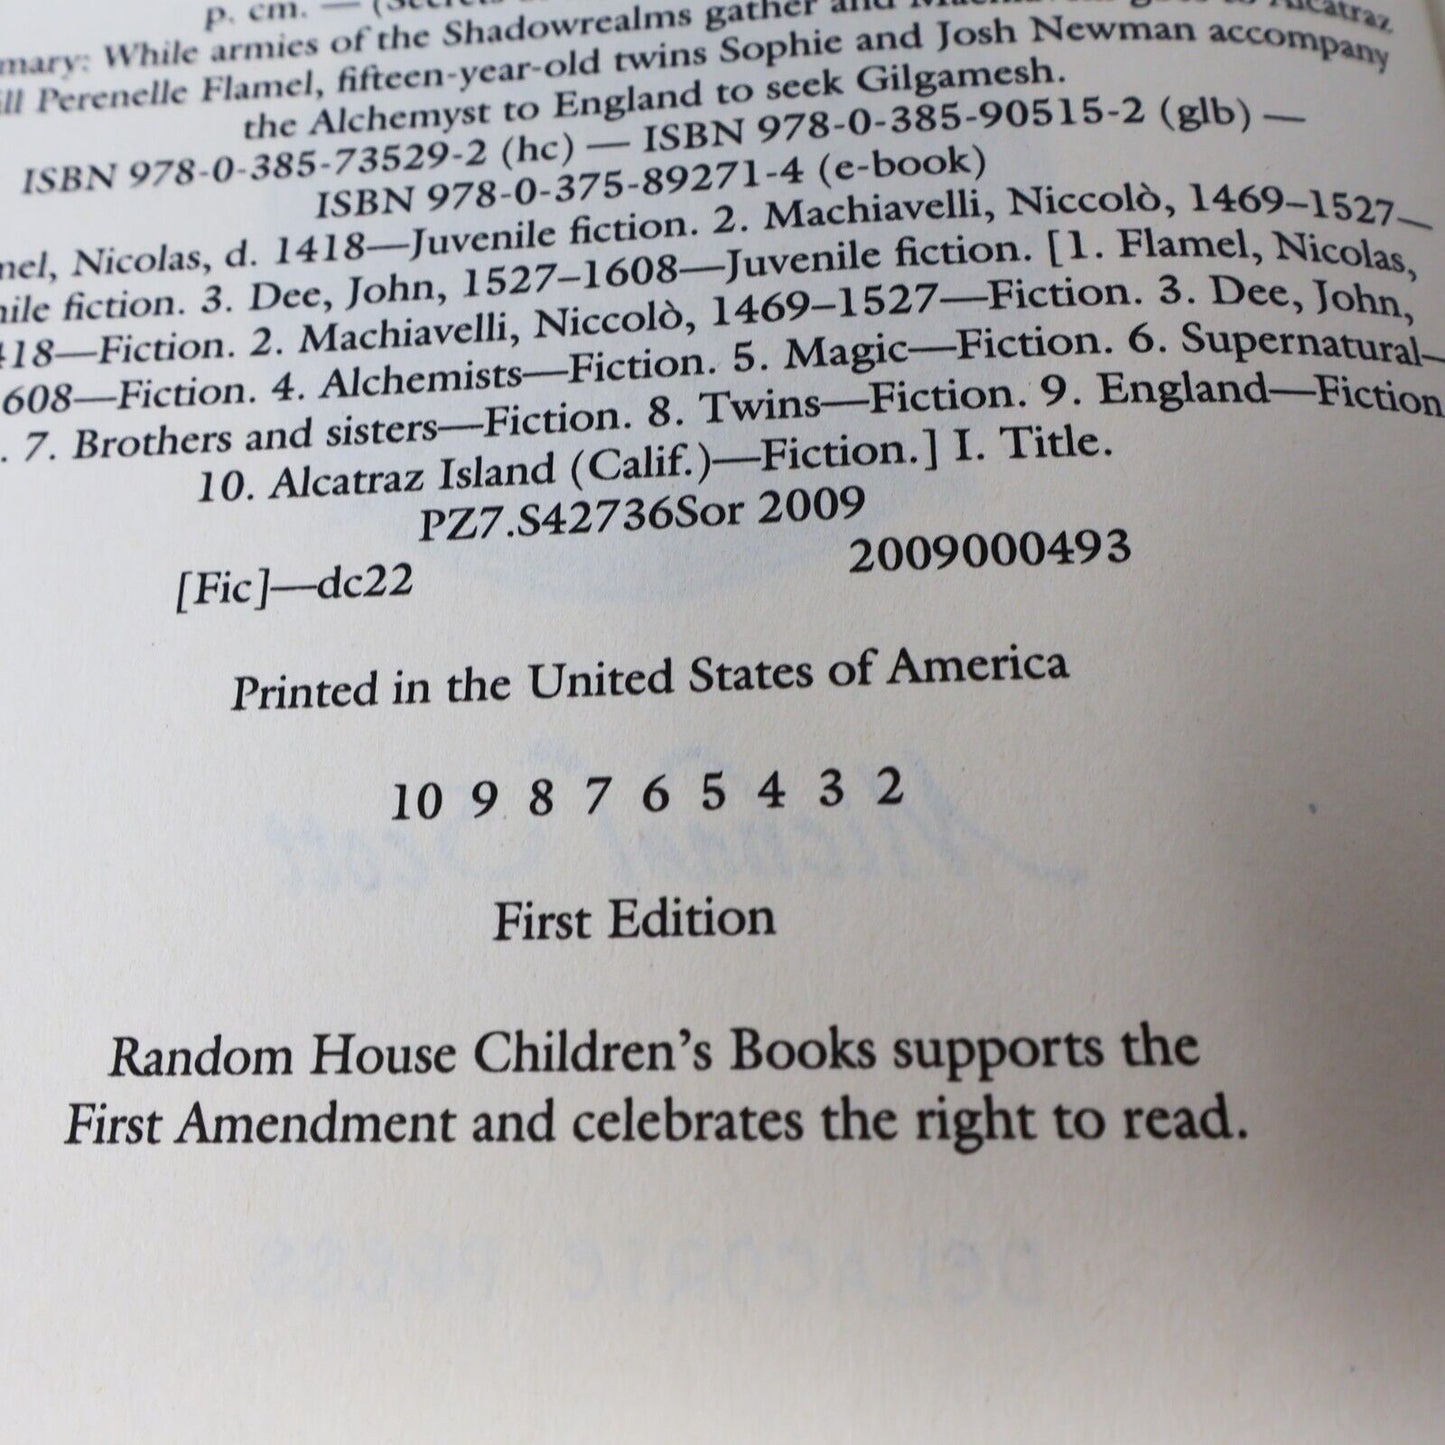 p. cm. — (Secrets
mary: While armies of the Shadowrealms gather and goes to Alcatraz
ill Perenelle Flamel, fifteen-year-old twins Sophie and Josh Newman accompany
the Alchemyst to England to seek Gilgamesh.
ISBN 978-0-385-73529-2 (hc) — ISBN 978-0-385-90515-2 (glb) —
ISBN 978-0-375-89271-4 (e-book)
nel, Nicolas, d. 1418—Juvenile fiction. 2. Machiavelli, Niccolò, 1469–1527—
nile fiction. 3. Dee, John, 1527–1608—Juvenile fiction. [1. Flamel, Nicolas,
418—Fiction. 2. Machiavelli, Niccolò, 1469–1527—Fiction. 3. Dee, John,
608—Fiction. 4. Alchemists—Fiction. 5. Magic—Fiction. 6. Supernatural—
. 7. Brothers and sisters—Fiction. 8. Twins—Fiction. 9. England—Fiction
10. Alcatraz Island (Calif.)—Fiction.] I. Title.
PZ7.S42736Sor 2009
[Fic]—dc22 2009000493
Printed in the United States of America
10 9 8 7 6 5 4 3 2
First Edition
Random House Children's Books supports the
First Amendment and celebrates the right to read.